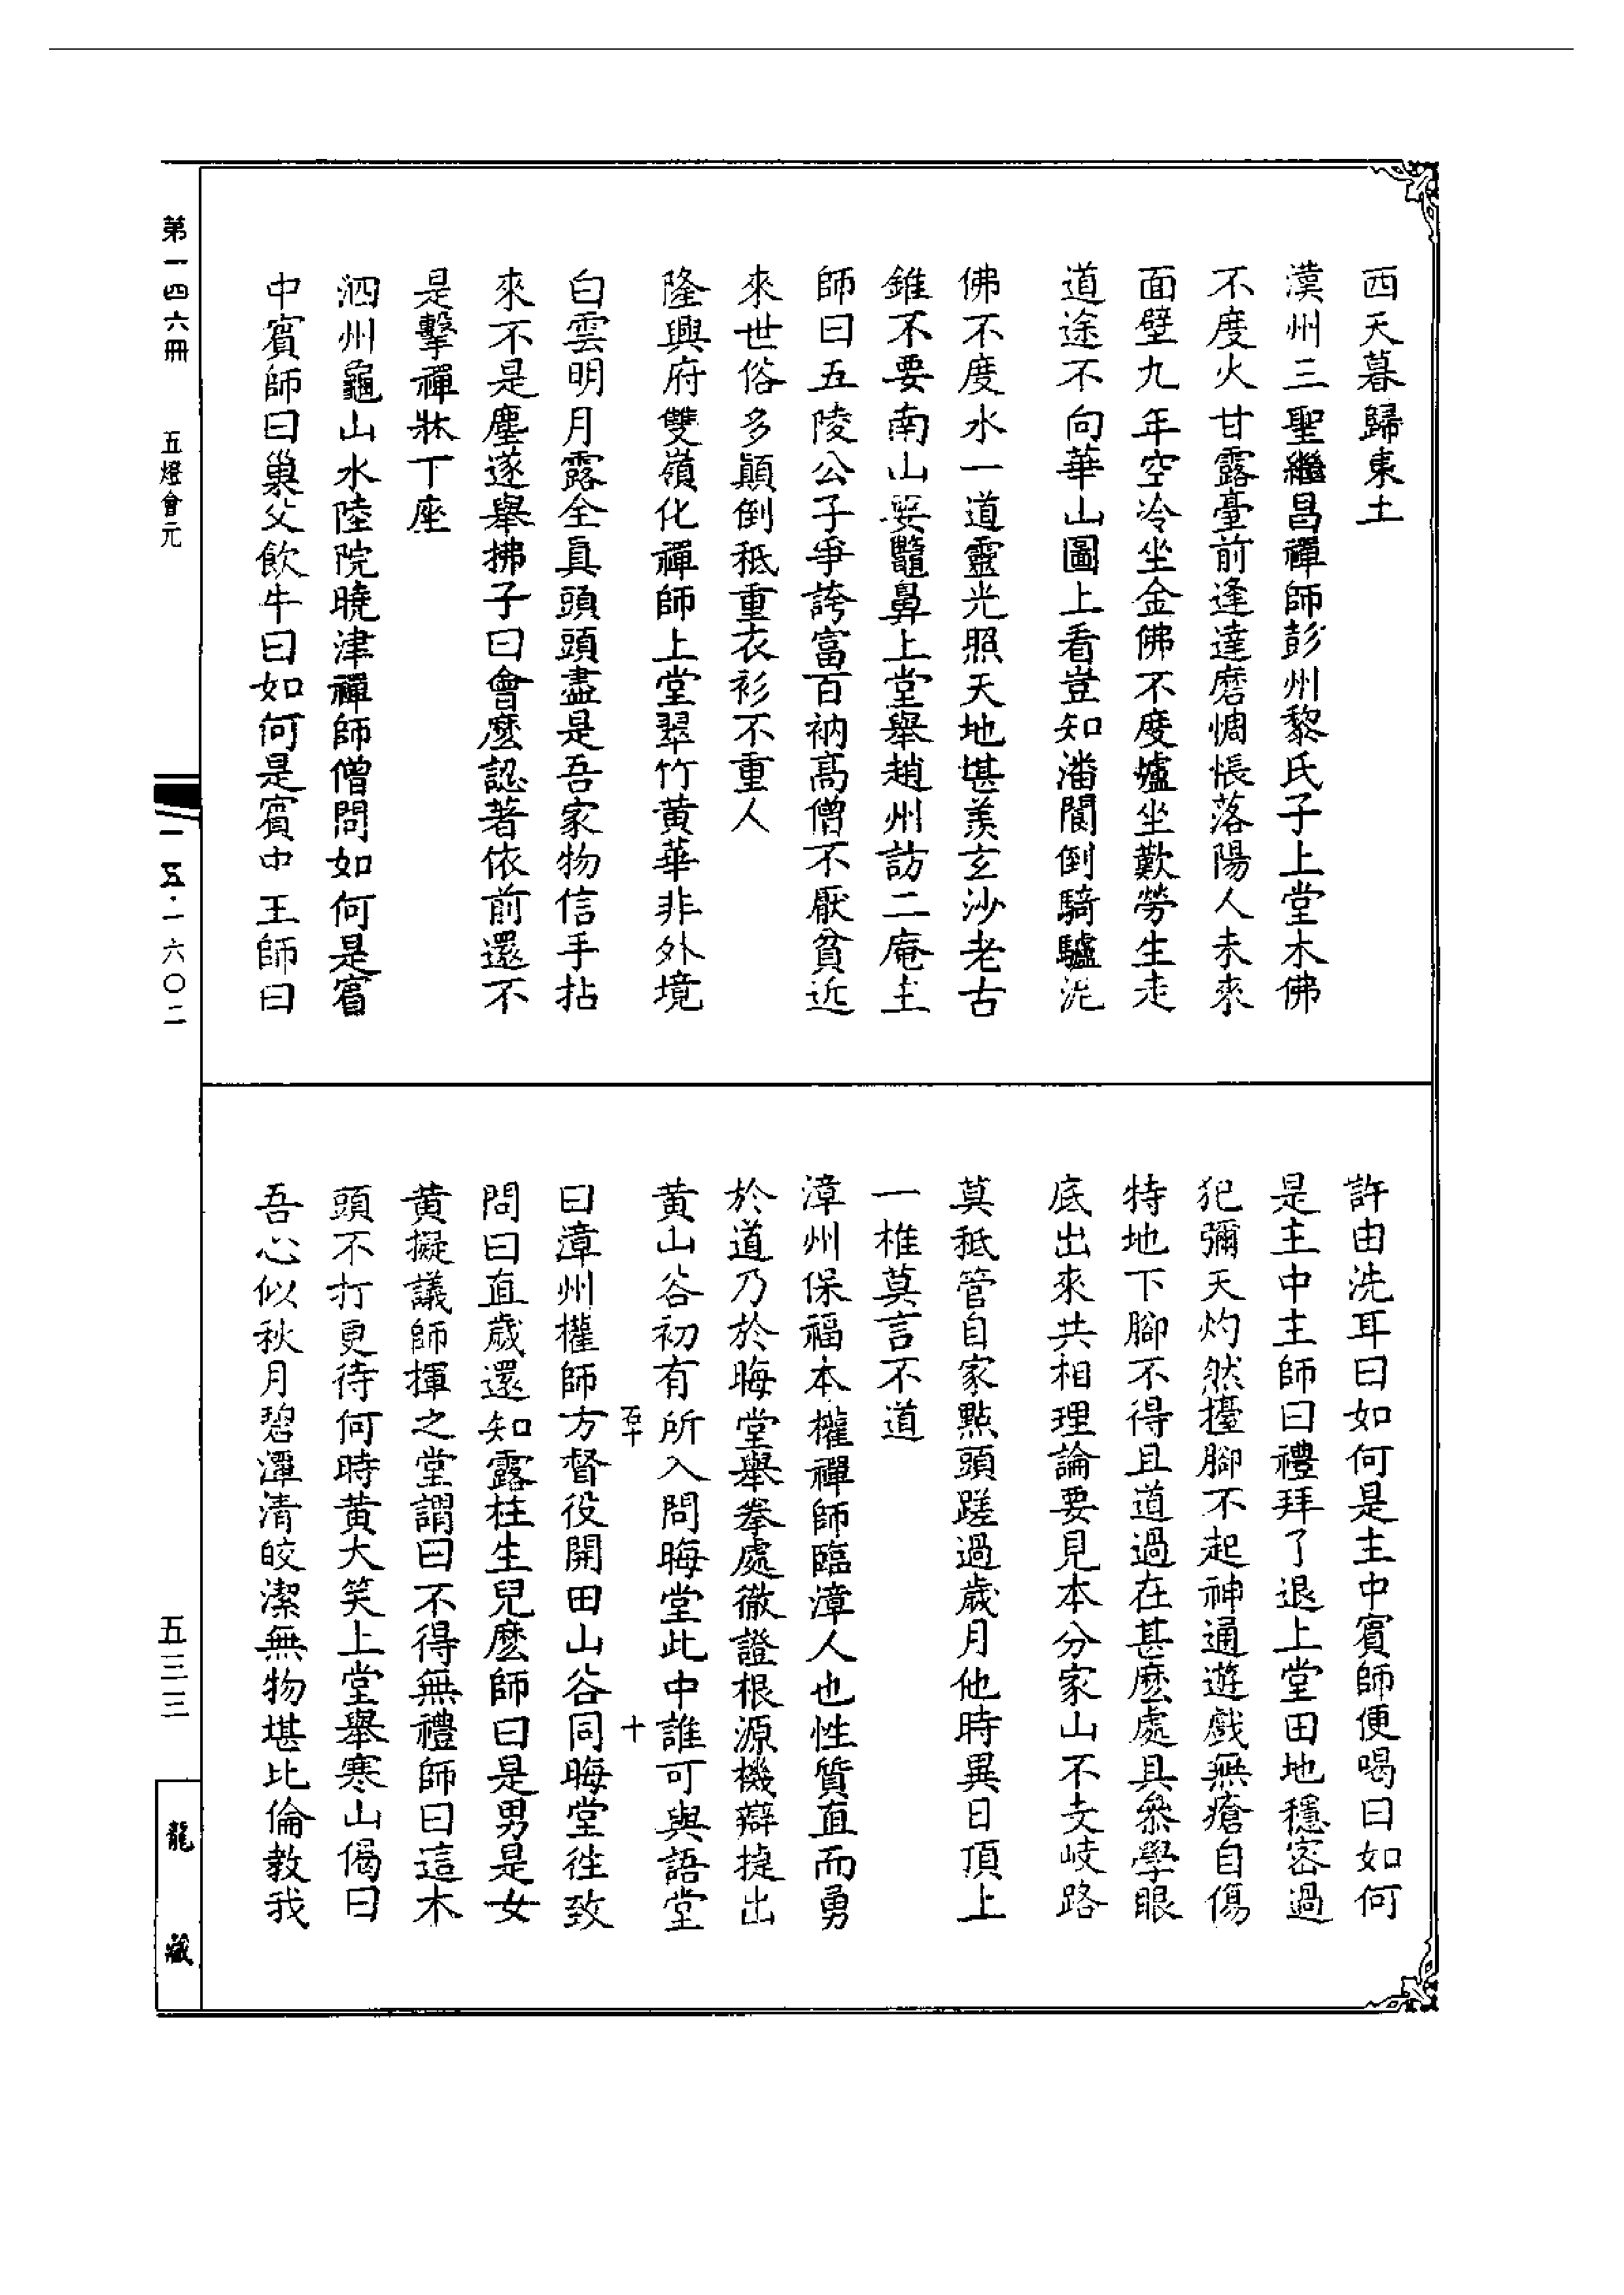 西天暮歸東土
漢州三聖繼昌禪師彭州黎氏子上堂木佛
不度火甘露臺前逢達磨惆悵落陽人未來
面壁九年空冷坐金佛不度爐坐歎勞生走
道途不向華山圖上看豈知潘閬倒騎驢泥
佛不度水一道靈光照天地堪羨玄沙老古
錐不要南山要鼈鼻上堂舉趙州訪二庵主
師曰五陵公子爭誇富百衲高僧不厭貧近
來世俗多顛倒秖重衣衫不重人
隆興府雙嶺化禪師上堂翠竹黃華非外境
白雲明月露全真頭頭盡是吾家物信手拈
來不是塵遂舉拂子曰會麼認著依前還不
是擊禪牀下座
泗州龜山水陸院曉津禪師僧問如何是賓
中賓師曰巢父飲牛曰如何是賓中主師曰
許由洗耳曰如何是主中賓師便喝曰如何
是主中主師曰禮拜了退上堂田地穩密過
犯彌天灼然擡腳不起神通遊戲無瘡自傷
特地下腳不得且道過在甚麼處具叅學眼
底出來共相理論要見本分家山不支岐路
莫秖管自家點頭蹉過歲月他時異日頂上
一椎莫言不道
漳州保福本權禪師臨漳人也性質直而勇
於道乃於晦堂舉拳處徹證根源機辯捷出
黃山谷初有所入問晦堂此中誰可與語堂
五十 十
曰漳州權師方督役開田山谷同晦堂往致
問曰直歲還知露柱生兒麼師曰是男是女
黃擬議師揮之堂謂曰不得無禮師曰這木
頭不打更待何時黃大笑上堂舉寒山偈曰
吾心似秋月碧潭清皎潔無物堪比倫教我
第一四六冊 五燈會元 一五·一六〇二 五三三 龍藏